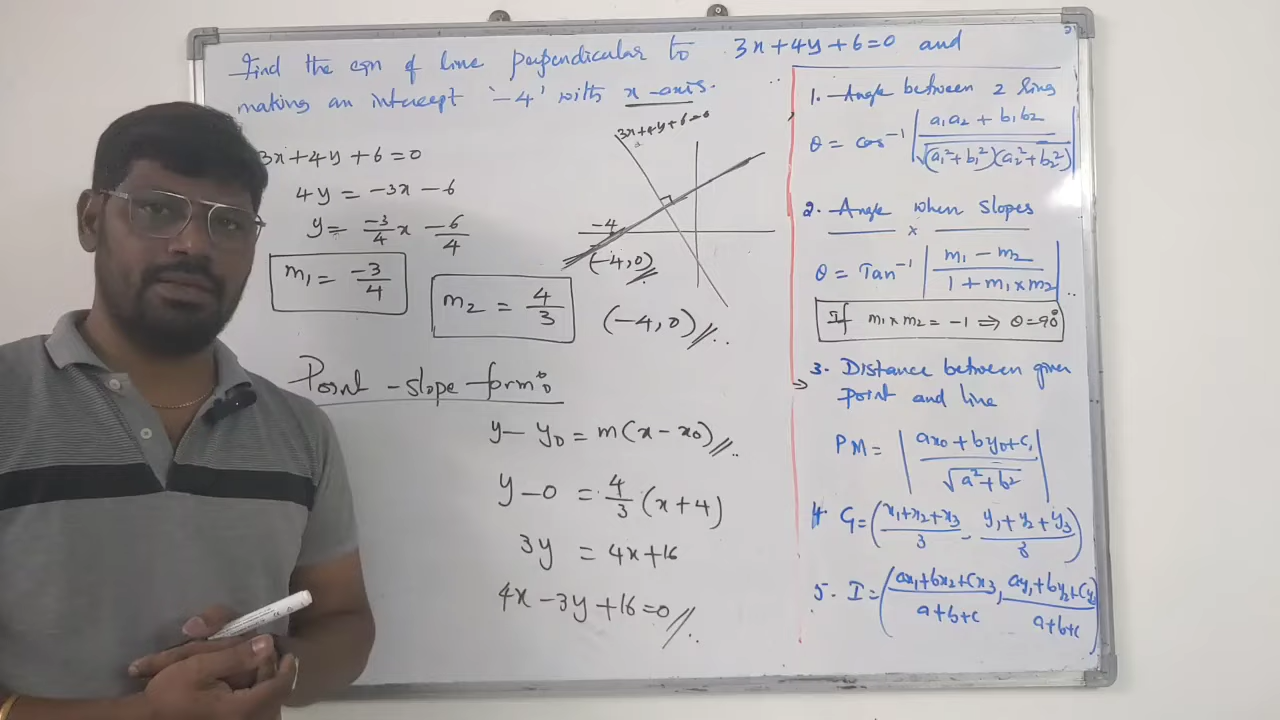 Find the eqn of line perpendicular to 3x+4y+6=0 and
making an intercept '-4' with x-axis.
3x+4y+6=0
4y = -3x-6
y = -3/4 x -6/4
m₁ = -3/4
m₂ = 4/3
3x+4y+6=0
-4
(-4,0)
(-4,0)
Point-slope form:
y-y₀ = m(x-x₀)
y-0 = 4/3 (x+4)
3y = 4x+16
4x-3y+16=0
1. Angle between 2 lines
θ = cos⁻¹ |a₁a₂ + b₁b₂ / √(a₁²+b₁²)(a₂²+b₂²)|
2. Angle when slopes
θ = Tan⁻¹ |m₁-m₂ / 1+m₁×m₂|
If m₁×m₂ = -1 ⇒ θ=90°
3. Distance between given
point and line
PM = |ax₀+by₀+c₁ / √a²+b²|
4. G = (x₁+x₂+x₃ / 3, y₁+y₂+y₃ / 3)
5. I = (ax₁+bx₂+cx₃ / a+b+c, ay₁+by₂+cy₃ / a+b+c)